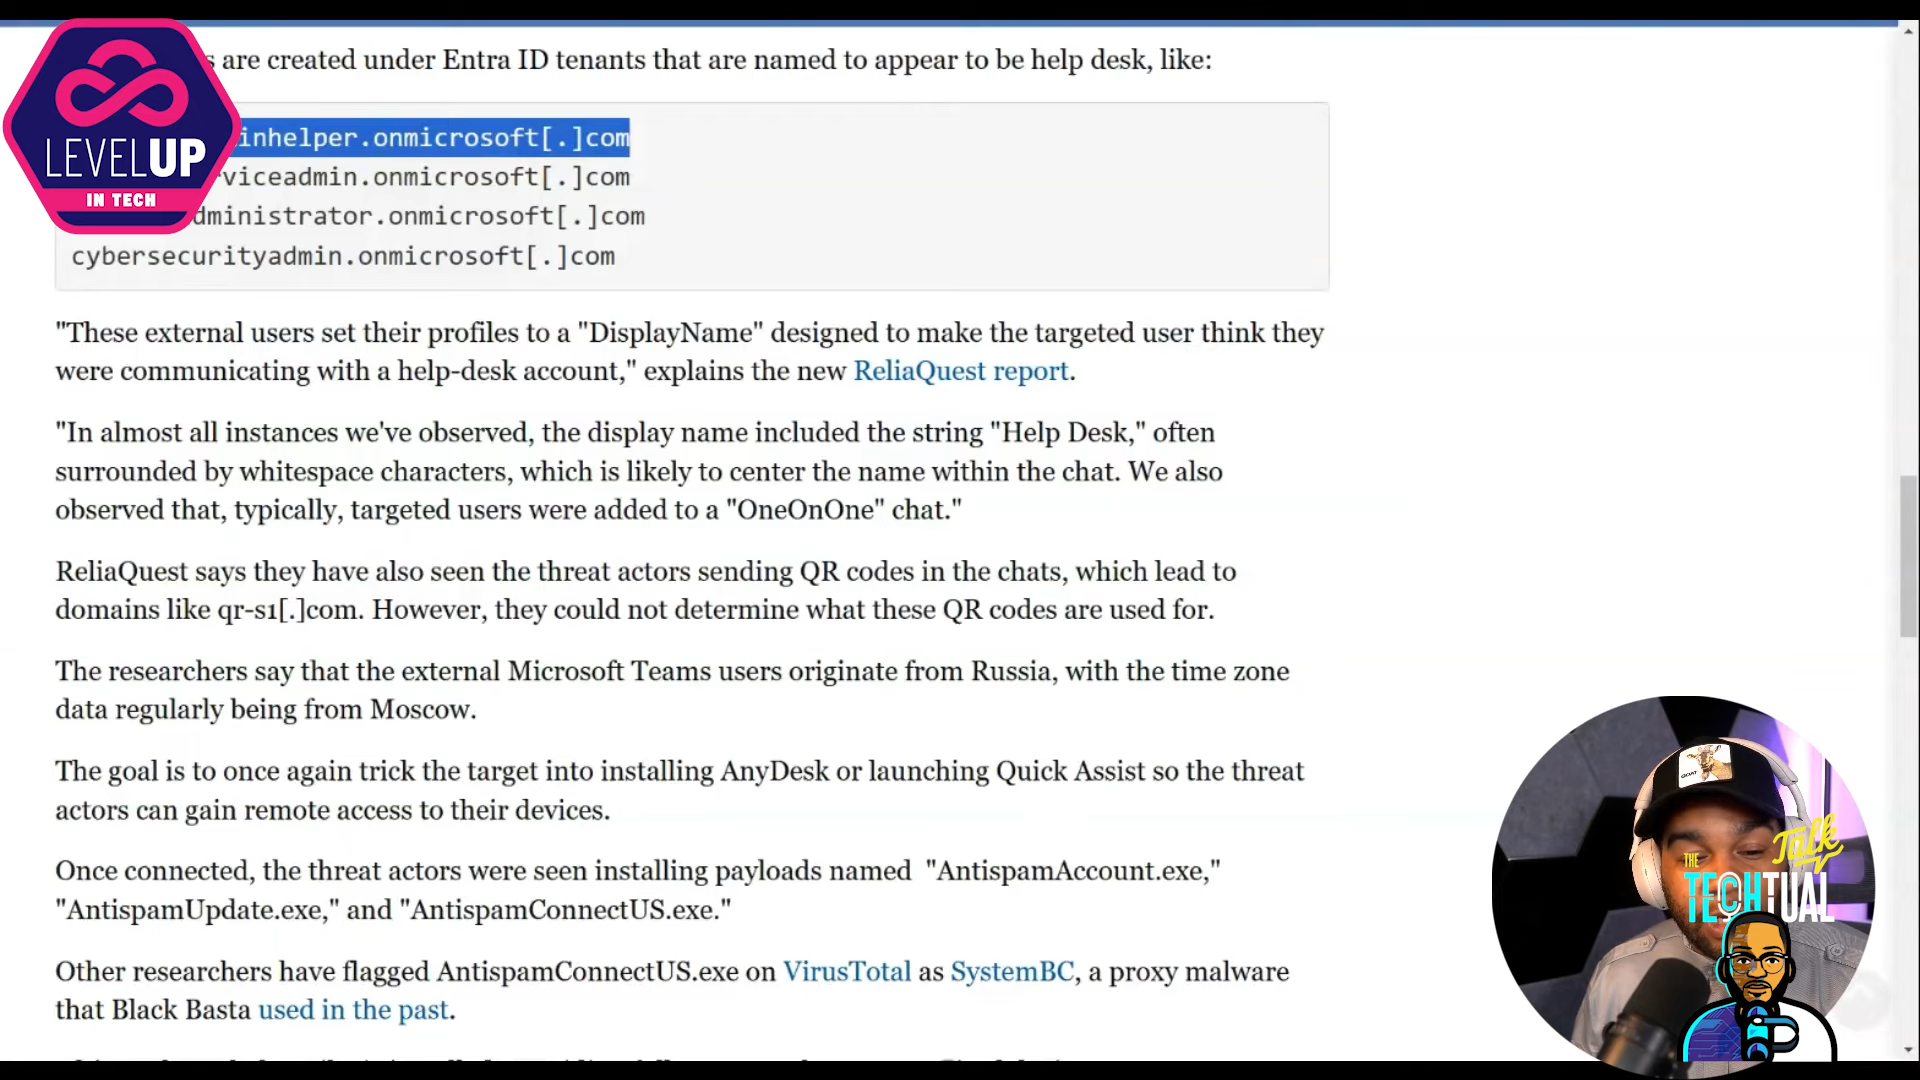 are created under Entra ID tenants that are named to appear to be help desk, like:
inhelper.onmicrosoft[.]com
viceadmin.onmicrosoft[.]com
dministrator.onmicrosoft[.]com
cybersecurityadmin.onmicrosoft[.]com
LEVELUP
IN TECH
"These external users set their profiles to a "DisplayName" designed to make the targeted user think they
were communicating with a help-desk account," explains the new ReliaQuest report.
"In almost all instances we've observed, the display name included the string "Help Desk," often
surrounded by whitespace characters, which is likely to center the name within the chat. We also
observed that, typically, targeted users were added to a "OneOnOne" chat."
ReliaQuest says they have also seen the threat actors sending QR codes in the chats, which lead to
domains like qr-s1[.]com. However, they could not determine what these QR codes are used for.
The researchers say that the external Microsoft Teams users originate from Russia, with the time zone
data regularly being from Moscow.
The goal is to once again trick the target into installing AnyDesk or launching Quick Assist so the threat
actors can gain remote access to their devices.
Once connected, the threat actors were seen installing payloads named "AntispamAccount.exe,"
"AntispamUpdate.exe," and "AntispamConnectUS.exe."
Other researchers have flagged AntispamConnectUS.exe on VirusTotal as SystemBC, a proxy malware
that Black Basta used in the past.
GOAT
THE
TECHTUAL
Talk